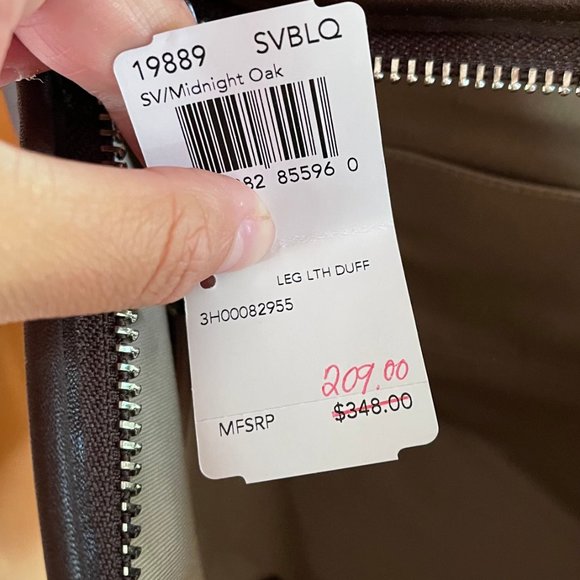 19889 SVBLQ
SV/Midnight Oak
82 85596 0
LEG LTH DUFF
3H00082955
209.00
MFSRP $348.00